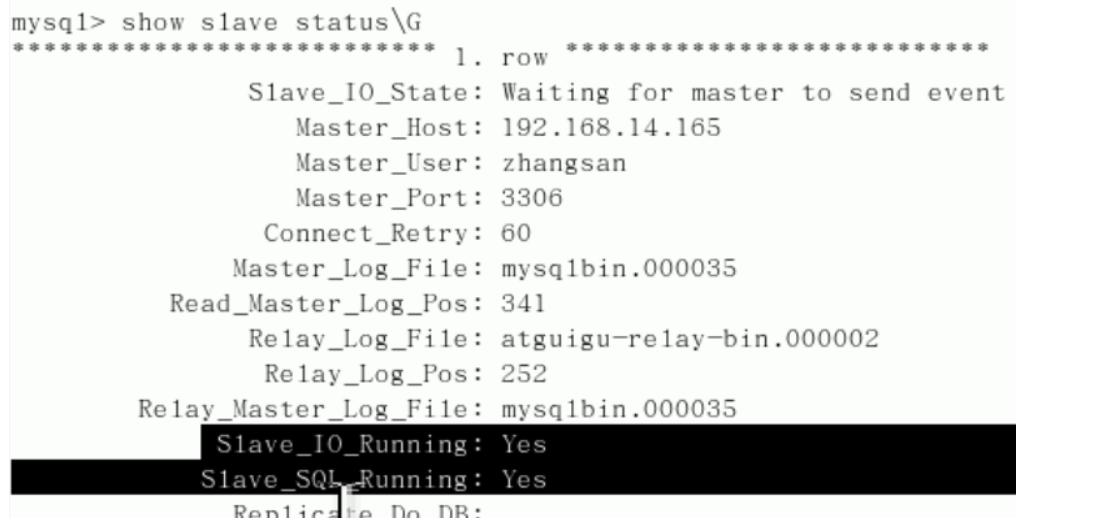 mysql> show slave status\G
*************************** 1. row ***************************
Slave_IO_State: Waiting for master to send event
Master_Host: 192.168.14.165
Master_User: zhangsan
Master_Port: 3306
Connect_Retry: 60
Master_Log_File: mysqlbin.000035
Read_Master_Log_Pos: 341
Relay_Log_File: atguigu-relay-bin.000002
Relay_Log_Pos: 252
Relay_Master_Log_File: mysqlbin.000035
Slave_IO_Running: Yes
Slave_SQL_Running: Yes
Replicate_Do_DB: